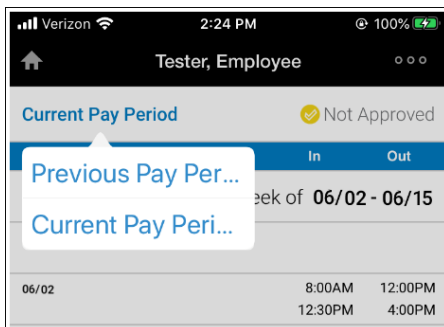 Verizon 2:24 PM 100%
Tester, Employee
Current Pay Period Not Approved
In Out
Previous Pay Per...
eek of 06/02 - 06/15
Current Pay Peri...
06/02 8:00AM 12:00PM
12:30PM 4:00PM